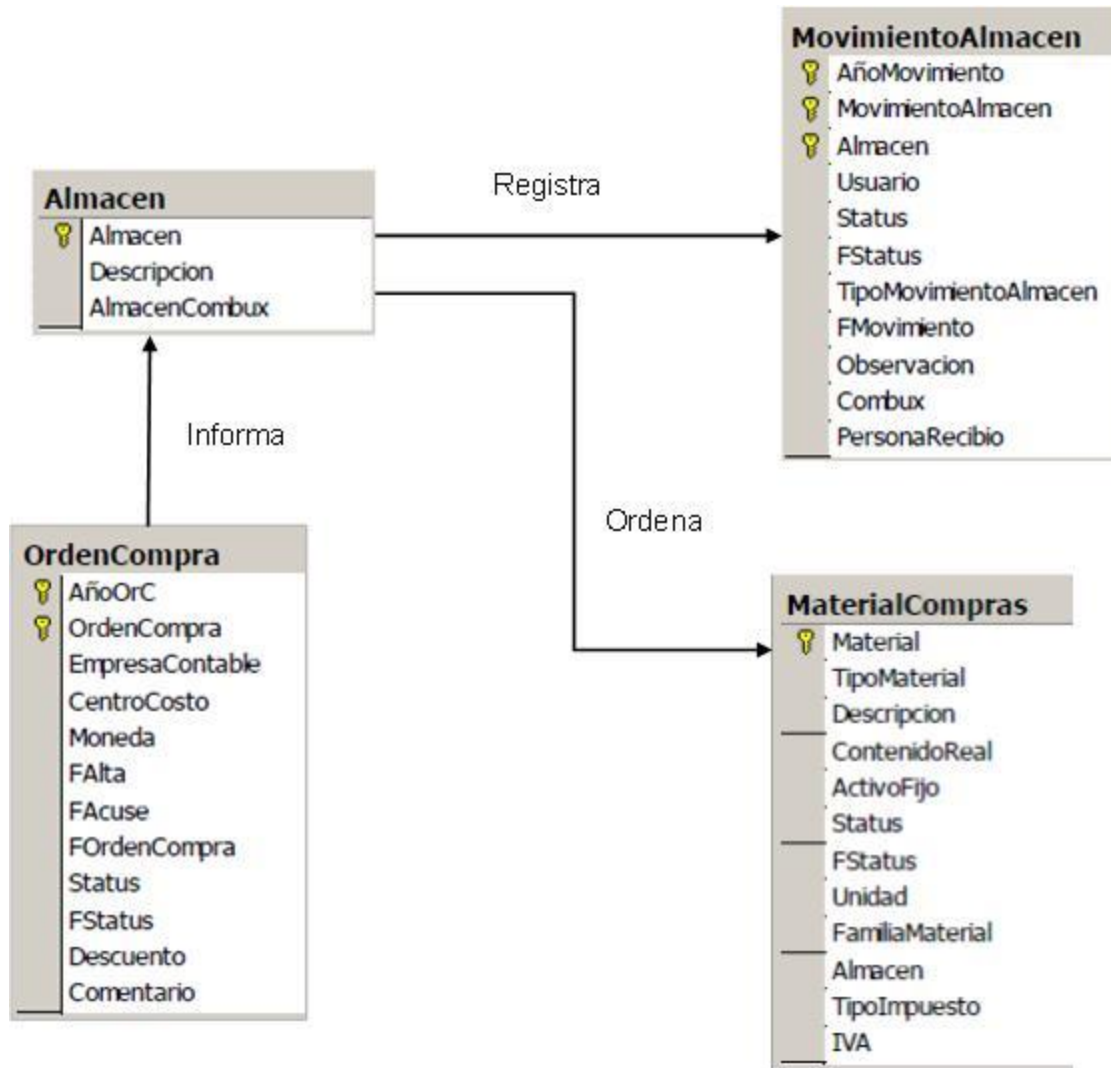 MovimientoAlmacen
AñoMovimiento
MovimientoAlmacen
Almacen
Usuario
Status
FStatus
TipoMovimientoAlmacen
FMovimiento
Observacion
Combux
PersonaRecibio
Registra
Almacen
Almacen
Descripcion
AlmacenCombux
Informa
Ordena
OrdenCompra
AñoOrC
OrdenCompra
EmpresaContable
CentroCosto
Moneda
FAlta
FAcuse
FOrdenCompra
Status
FStatus
Descuento
Comentario
MaterialCompras
Material
TipoMaterial
Descripcion
ContenidoReal
ActivoFijo
Status
FStatus
Unidad
FamiliaMaterial
Almacen
TipoImpuesto
IVA